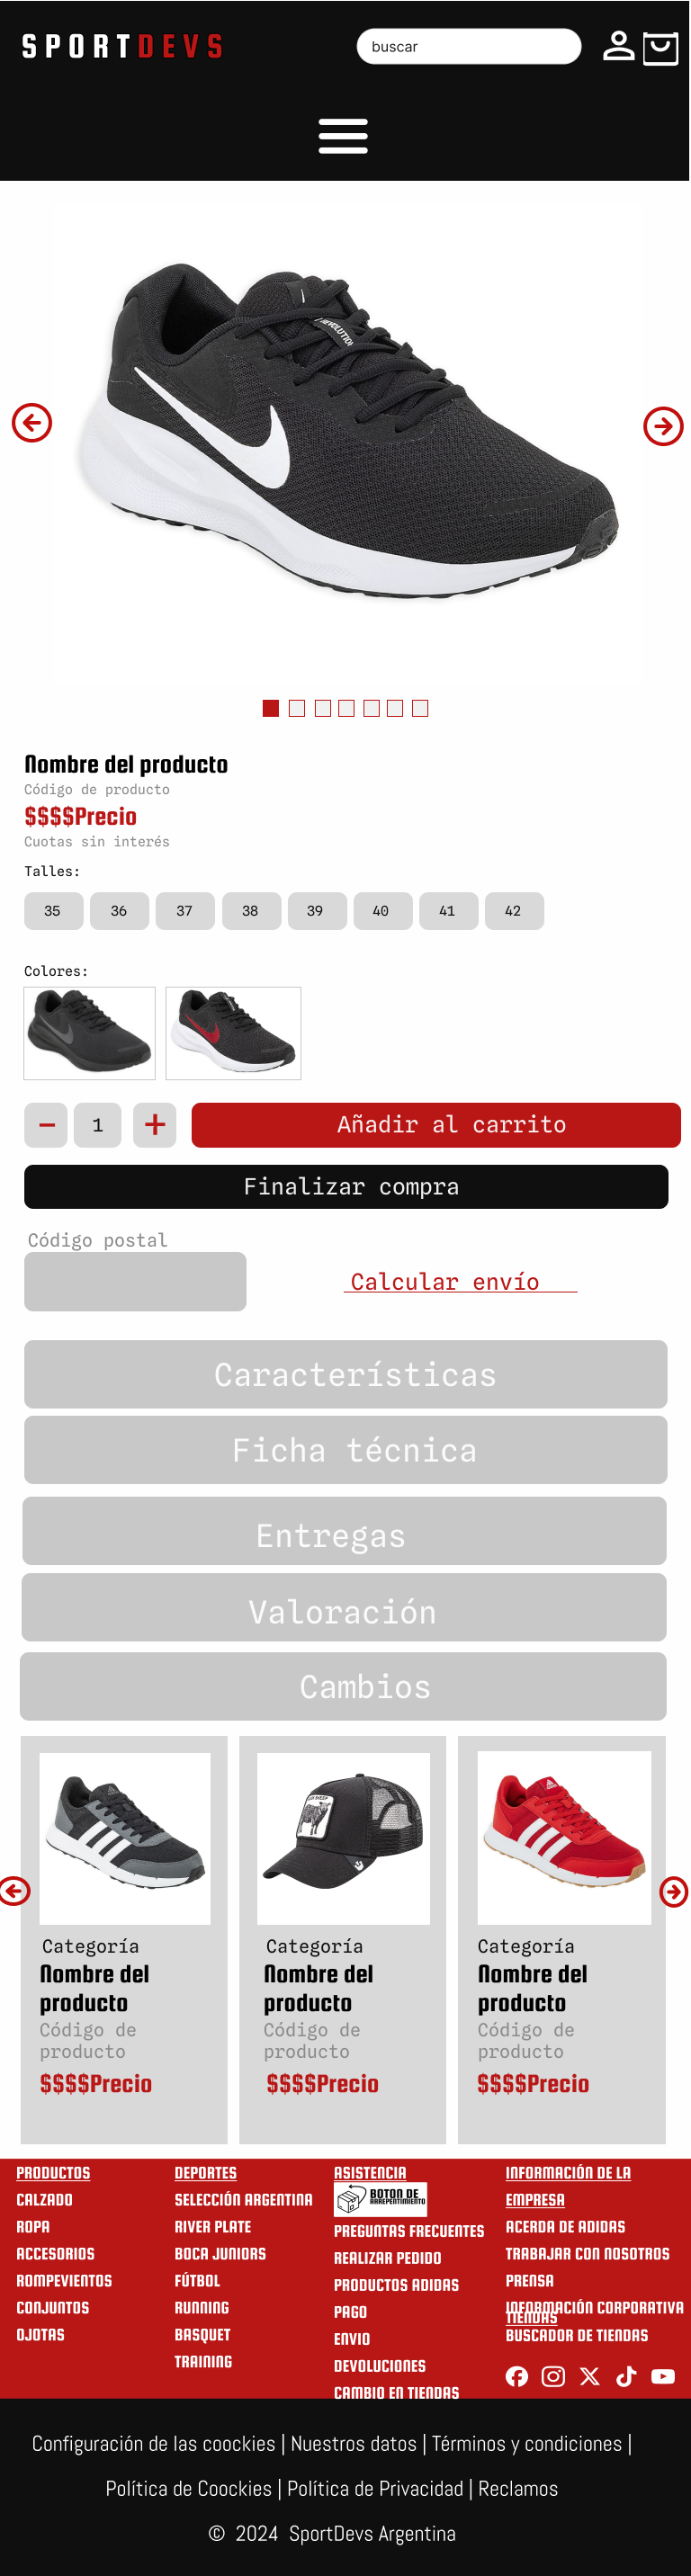 SPORTDEVS
buscar
REVOLUTION
Nombre del producto
Código de producto
$$$$Precio
Cuotas sin interés
Talles:
35 36 37 38 39 40 41 42
Colores:
- 1 + Añadir al carrito
Finalizar compra
Código postal
Calcular envío
Características
Ficha técnica
Entregas
Valoración
Cambios
Categoría
Nombre del
producto
Código de
producto
$$$$Precio
Categoría
Nombre del
producto
Código de
producto
$$$$Precio
Categoría
Nombre del
producto
Código de
producto
$$$$Precio
PRODUCTOS
CALZADO
ROPA
ACCESORIOS
ROMPEVIENTOS
CONJUNTOS
OJOTAS
DEPORTES
SELECCIÓN ARGENTINA
RIVER PLATE
BOCA JUNIORS
FÚTBOL
RUNNING
BASQUET
TRAINING
ASISTENCIA
BOTON DE
ARREPENTIMIENTO
PREGUNTAS FRECUENTES
REALIZAR PEDIDO
PRODUCTOS ADIDAS
PAGO
ENVIO
DEVOLUCIONES
CAMBIO EN TIENDAS
INFORMACIÓN DE LA
EMPRESA
ACERDA DE ADIDAS
TRABAJAR CON NOSOTROS
PRENSA
INFORMACIÓN CORPORATIVA
TIENDAS
BUSCADOR DE TIENDAS
Configuración de las coockies | Nuestros datos | Términos y condiciones |
Política de Coockies | Política de Privacidad | Reclamos
© 2024 SportDevs Argentina